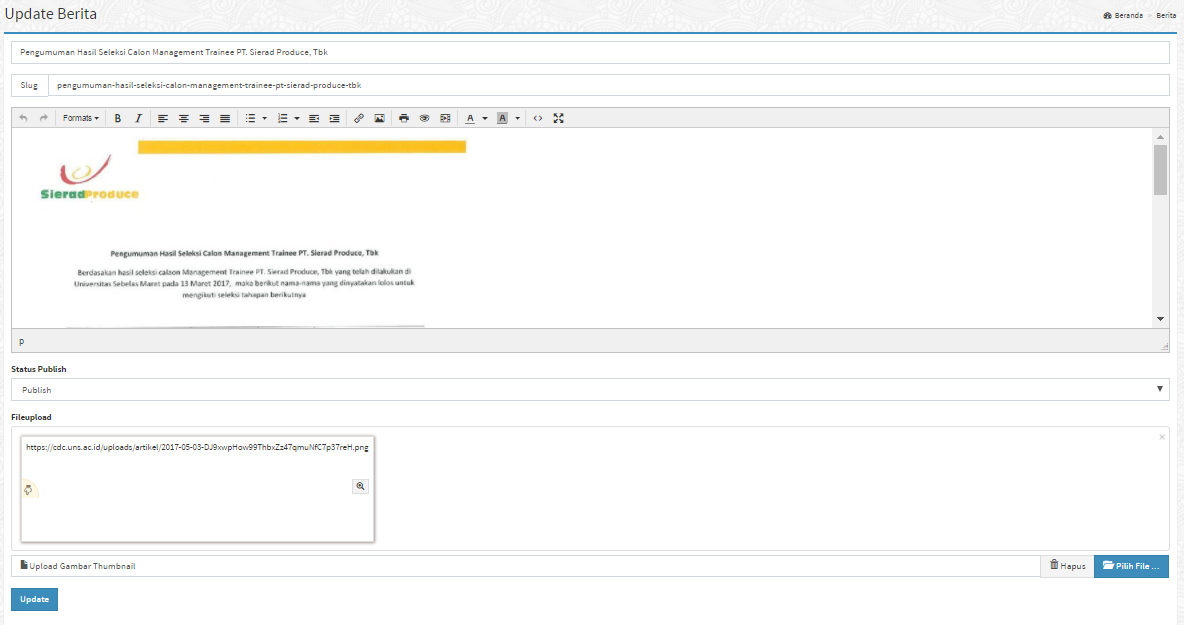 Update Berita
Beranda > Berita
Pengumuman Hasil Seleksi Calon Management Trainee PT. Sierad Produce, Tbk
Slug pengumuman-hasil-seleksi-calon-management-trainee-pt-sierad-produce-tbk
Formats B I A A
SieradProduce
Pengumuman Hasil Seleksi Calon Management Trainee PT. Sierad Produce, Tbk
Berdasakan hasil seleksi calaon Management Trainee PT. Sierad Produce, Tbk yang telah dilakukan di
Universitas Sebelas Maret pada 13 Maret 2017, maka berikut nama-nama yang dinyatakan lolos untuk
mengikuti seleksi tahapan berikutnya
p
Status Publish
Publish
Fileupload
https://cdc.uns.ac.id/uploads/artikel/2017-05-03-DJ9xwpHow99ThbxZz47qmuNfC7p37reH.png
Upload Gambar Thumbnail Hapus Pilih File ...
Update